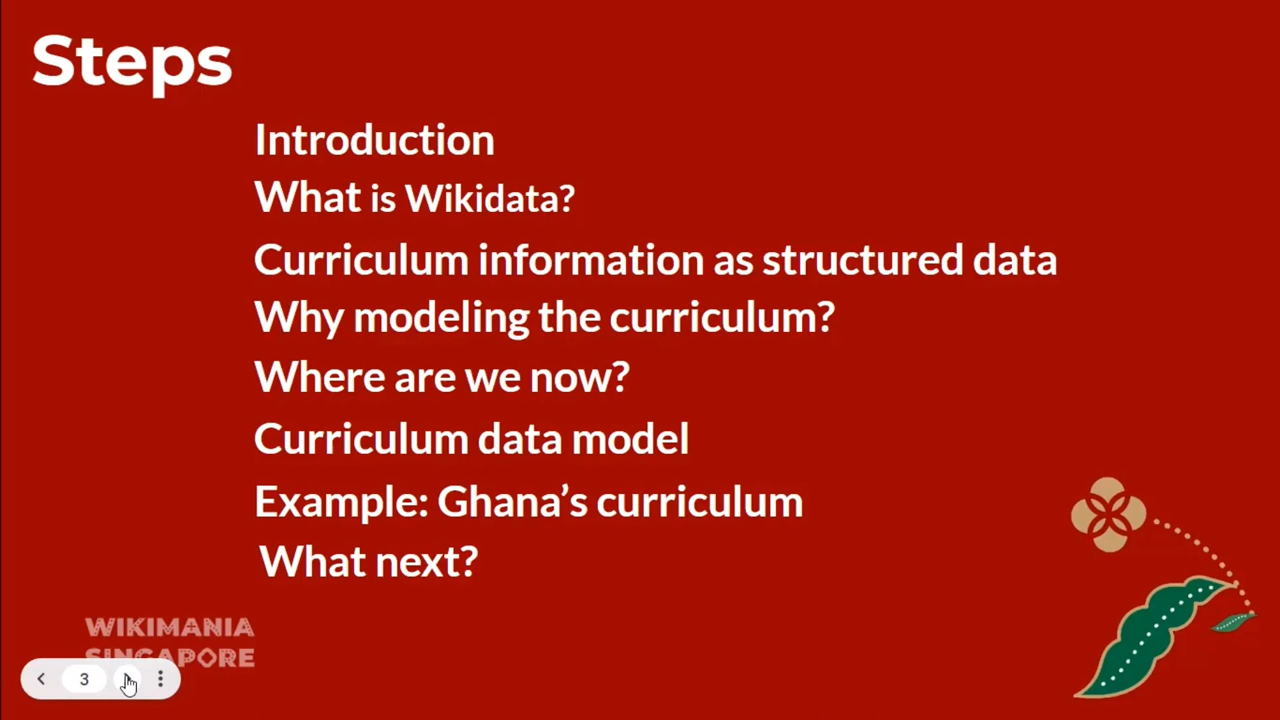 Steps
Introduction
What is Wikidata?
Curriculum information as structured data
Why modeling the curriculum?
Where are we now?
Curriculum data model
Example: Ghana’s curriculum
What next?
WIKIMANIA
SINGAPORE
3